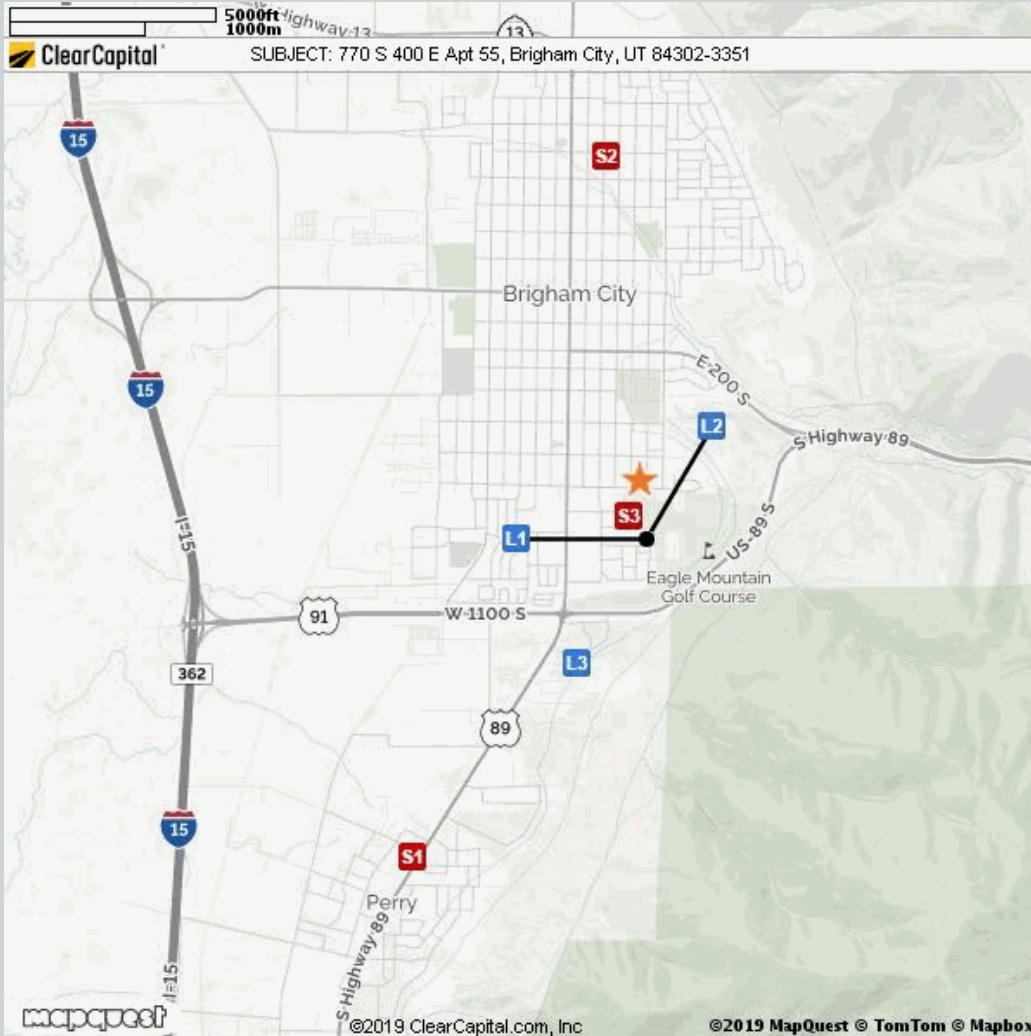 5000ft
1000m
Highway 13
13
ClearCapital
SUBJECT: 770 S 400 E Apt 55, Brigham City, UT 84302-3351
15
S2
Brigham City
E 200 S
15
L2
S Highway 89
I-15
S3
L1
US-89 S
Eagle Mountain
Golf Course
91
W 1100 S
362
L3
89
15
S1
Perry
S Highway 89
I-15
mapquest
©2019 ClearCapital.com, Inc
©2019 MapQuest © TomTom © Mapbox